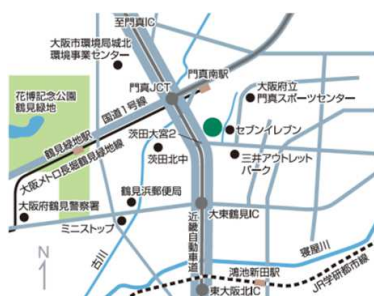 至門真IC
大阪市環境局城北
環境事業センター
門真南駅
門真JCT
大阪府立
門真スポーツセンター
花博記念公園
鶴見緑地
国道1号線
鶴見緑地駅
茨田大宮2
セブンイレブン
茨田北中
三井アウトレット
パーク
大阪メトロ長堀鶴見緑地線
鶴見浜郵便局
大東鶴見IC
大阪府鶴見警察署
ミニストップ
近畿自動車道
古川
寝屋川
鴻池新田駅
JR学研都市線
東大阪北IC
N